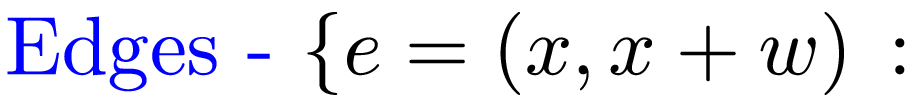 Edges - {e = (x, x + w) :